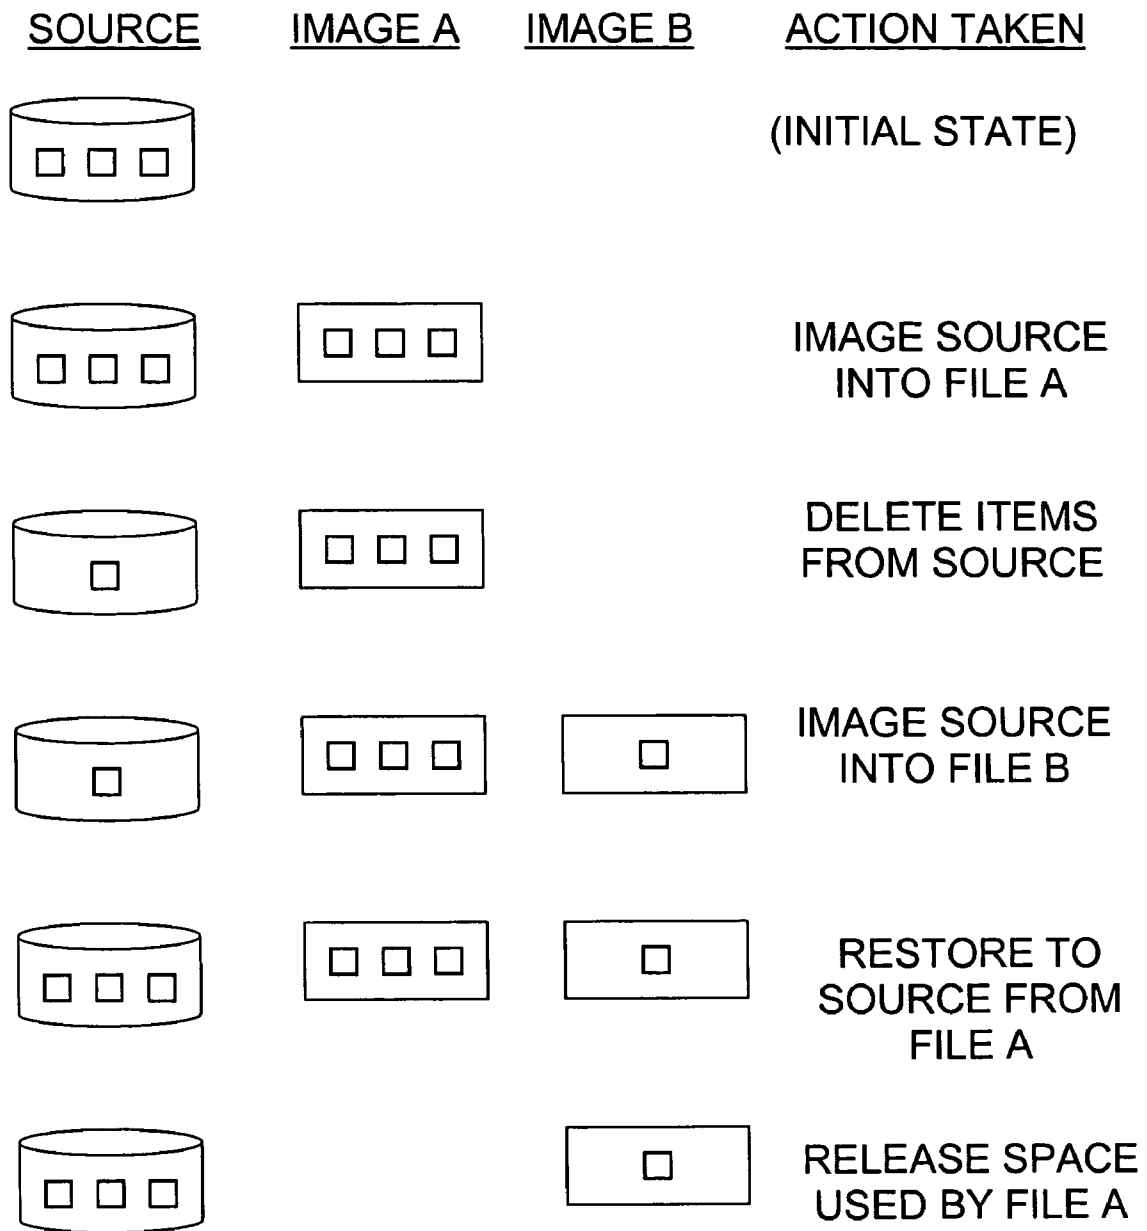 SOURCE IMAGE A IMAGE B ACTION TAKEN
(INITIAL STATE)
IMAGE SOURCE
INTO FILE A
DELETE ITEMS
FROM SOURCE
IMAGE SOURCE
INTO FILE B
RESTORE TO
SOURCE FROM
FILE A
RELEASE SPACE
USED BY FILE A